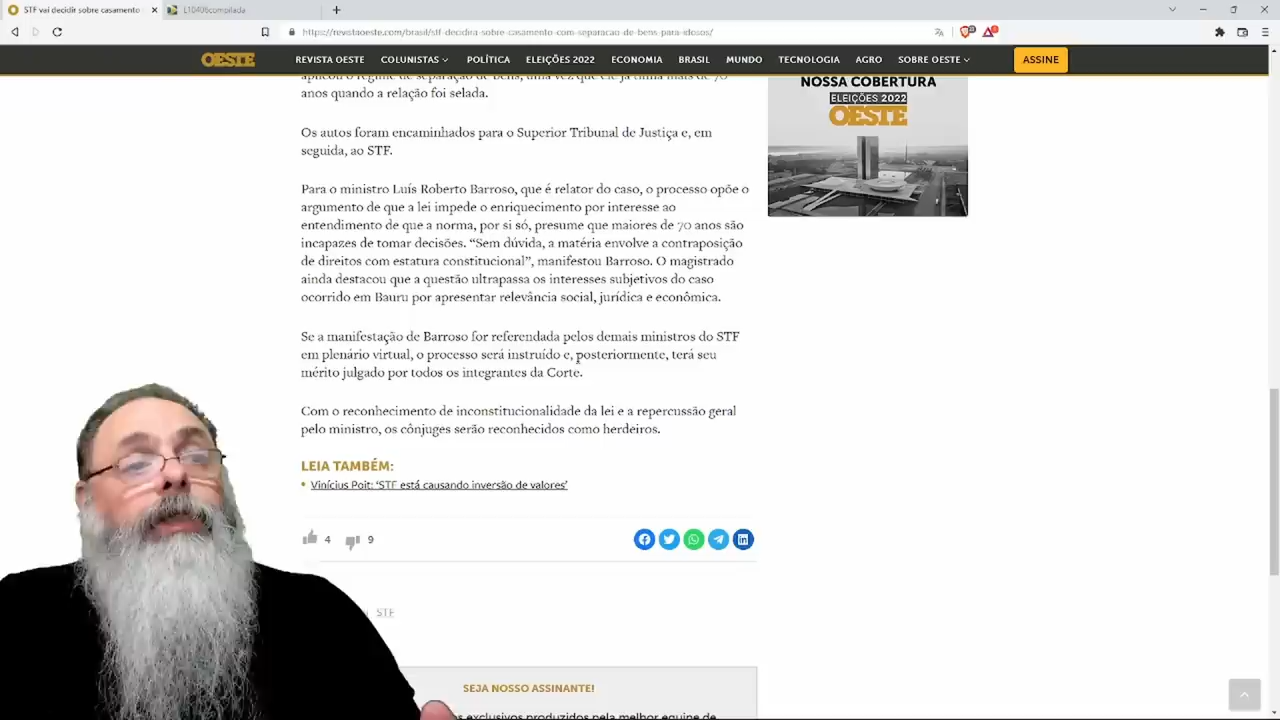 STF vai decidir sobre casamento
L10406compilada
https://revistaoeste.com/brasil/stf-decidira-sobre-casamento-com-separacao-de-bens-para-idosos/
OESTE
REVISTA OESTE
COLUNISTAS
POLÍTICA
ELEIÇÕES 2022
ECONOMIA
BRASIL
MUNDO
TECNOLOGIA
AGRO
SOBRE OESTE
ASSINE
aplicou o regime de separação de bens, uma vez que ele já tinha mais de 70
anos quando a relação foi selada.
Os autos foram encaminhados para o Superior Tribunal de Justiça e, em
seguida, ao STF.
Para o ministro Luís Roberto Barroso, que é relator do caso, o processo opõe o
argumento de que a lei impede o enriquecimento por interesse ao
entendimento de que a norma, por si só, presume que maiores de 70 anos são
incapazes de tomar decisões. “Sem dúvida, a matéria envolve a contraposição
de direitos com estatura constitucional”, manifestou Barroso. O magistrado
ainda destacou que a questão ultrapassa os interesses subjetivos do caso
ocorrido em Bauru por apresentar relevância social, jurídica e econômica.
Se a manifestação de Barroso for referendada pelos demais ministros do STF
em plenário virtual, o processo será instruído e, posteriormente, terá seu
mérito julgado por todos os integrantes da Corte.
Com o reconhecimento de inconstitucionalidade da lei e a repercussão geral
pelo ministro, os cônjuges serão reconhecidos como herdeiros.
LEIA TAMBÉM:
• Vinícius Poit: ‘STF está causando inversão de valores’
4
9
STF
SEJA NOSSO ASSINANTE!
exclusivos produzidos pela melhor equipe de
NOSSA COBERTURA
ELEIÇÕES 2022
OESTE